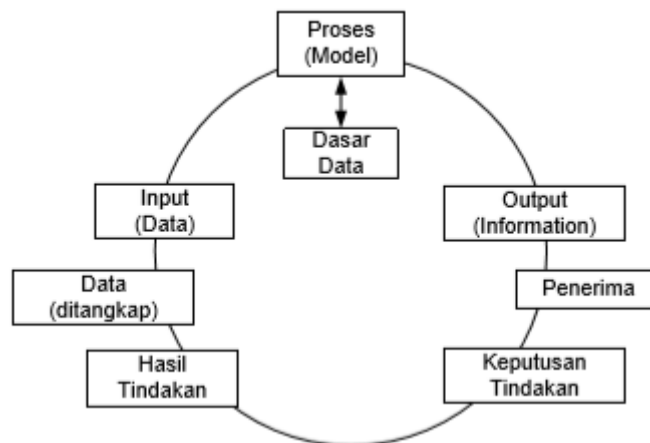 Proses
(Model)
Dasar
Data
Input
(Data)
Output
(Information)
Data
(ditangkap)
Penerima
Hasil
Tindakan
Keputusan
Tindakan